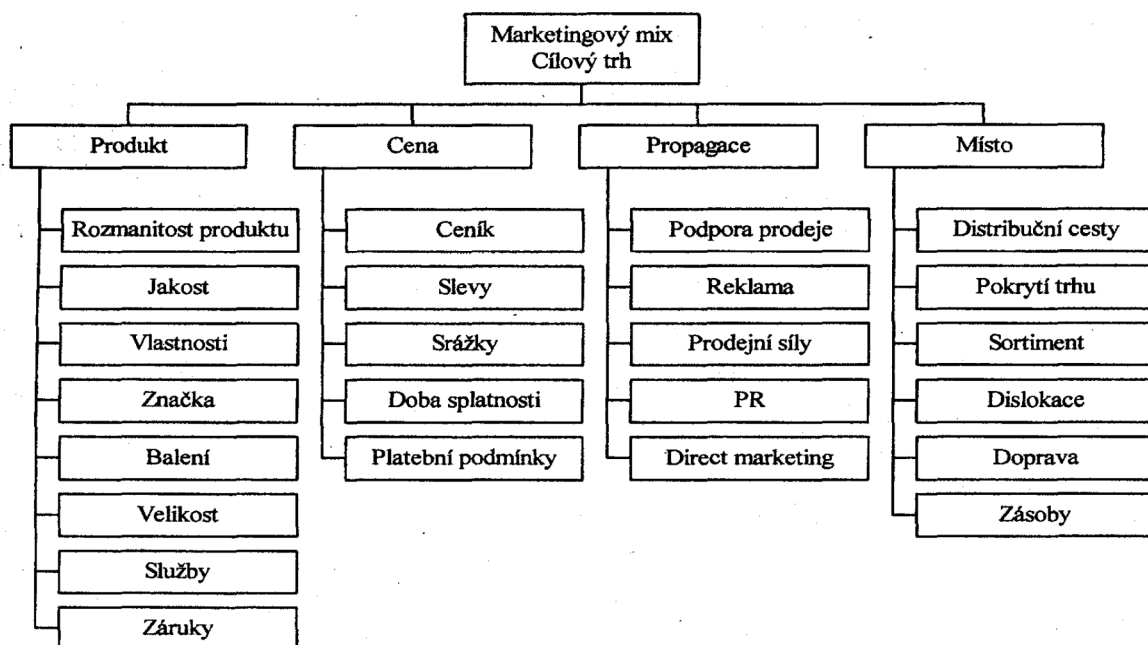 Marketingový mix
Cílový trh
Produkt
Cena
Propagace
Místo
Rozmanitost produktu
Jakost
Vlastnosti
Značka
Balení
Velikost
Služby
Záruky
Ceník
Slevy
Srážky
Doba splatnosti
Platební podmínky
Podpora prodeje
Reklama
Prodejní síly
PR
Direct marketing
Distribuční cesty
Pokrytí trhu
Sortiment
Dislokace
Doprava
Zásoby